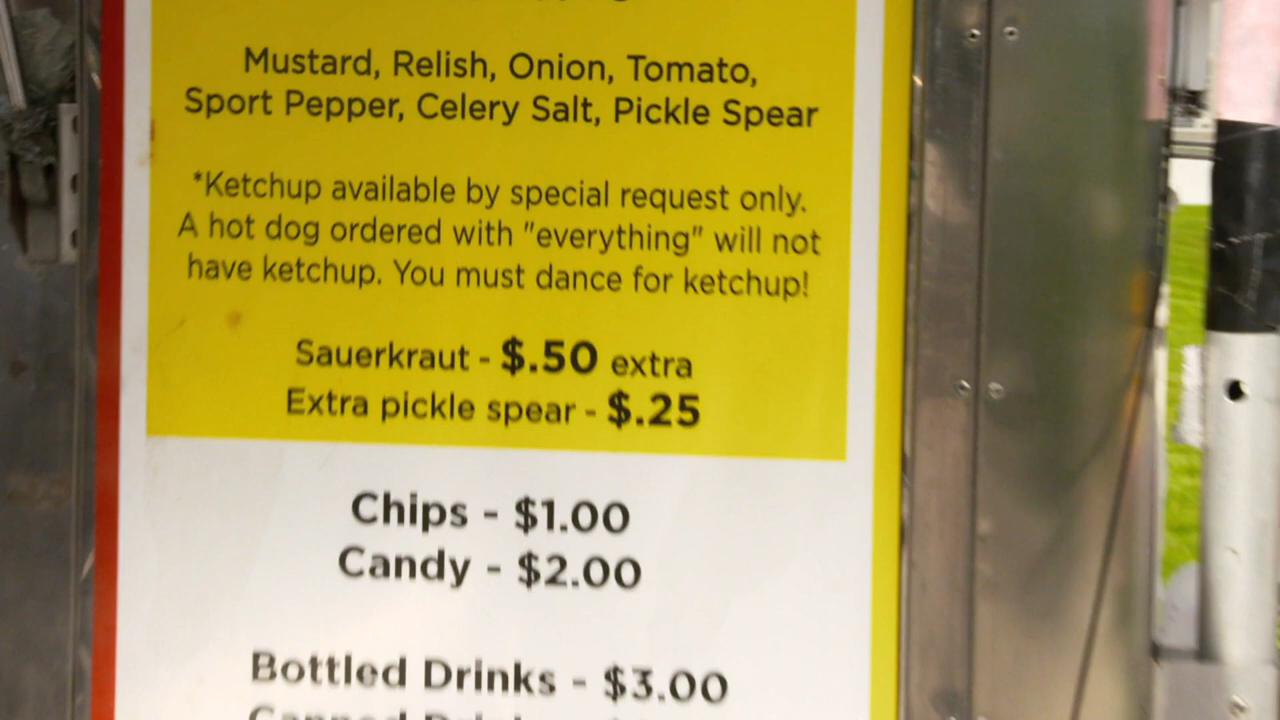 Mustard, Relish, Onion, Tomato,
Sport Pepper, Celery Salt, Pickle Spear
*Ketchup available by special request only.
A hot dog ordered with "everything" will not
have ketchup. You must dance for ketchup!
Sauerkraut - $.50 extra
Extra pickle spear - $.25
Chips - $1.00
Candy - $2.00
Bottled Drinks - $3.00